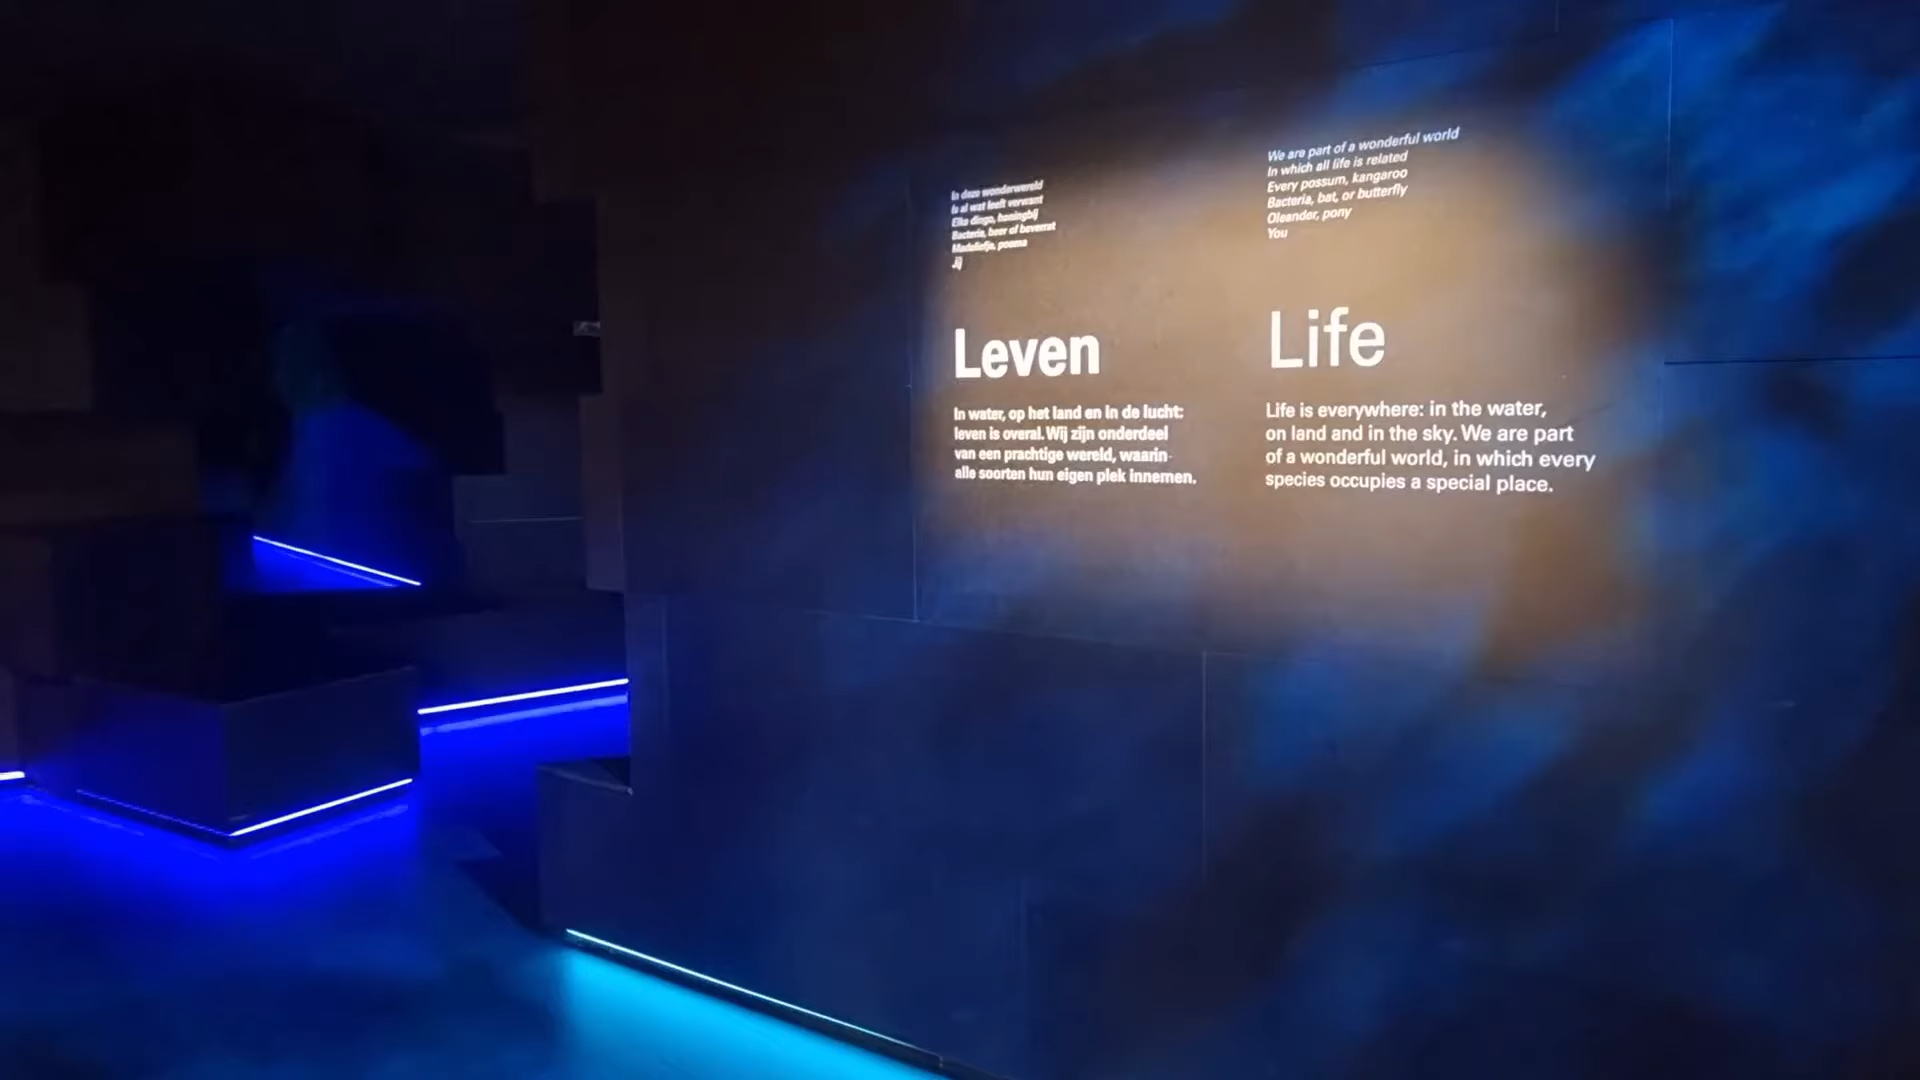 In deze wonderwereld
Is al wat leeft verwant
Elke dingo, honingbij
Bacterie, beer of beverrat
Madeliefje, poema
Jij
Leven
In water, op het land en in de lucht:
leven is overal. Wij zijn onderdeel
van een prachtige wereld, waarin
alle soorten hun eigen plek innemen.
We are part of a wonderful world
In which all life is related
Every possum, kangaroo
Bacteria, bat, or butterfly
Oleander, pony
You
Life
Life is everywhere: in the water,
on land and in the sky. We are part
of a wonderful world, in which every
species occupies a special place.